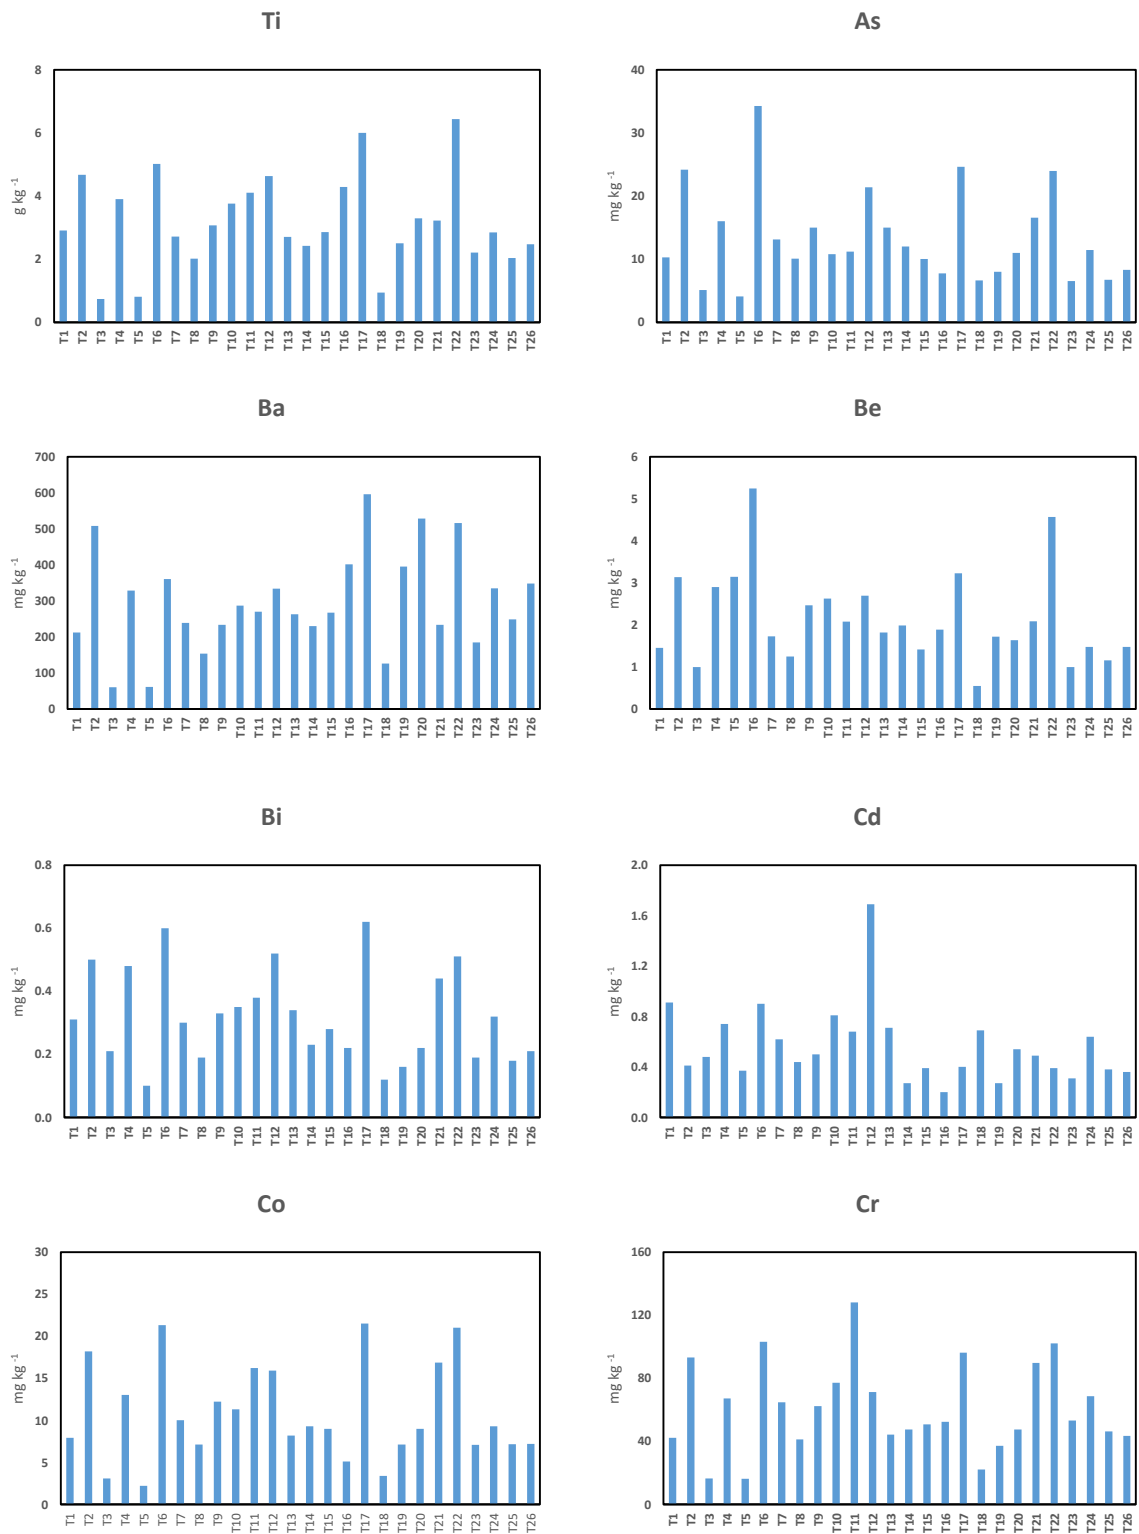 Ti
8
6
4
2
0
g kg -1
T1 T2 T3 T4 T5 T6 T7 T8 T9 T10 T11 T12 T13 T14 T15 T16 T17 T18 T19 T20 T21 T22 T23 T24 T25 T26
As
40
30
20
10
0
mg kg -1
T1 T2 T3 T4 T5 T6 T7 T8 T9 T10 T11 T12 T13 T14 T15 T16 T17 T18 T19 T20 T21 T22 T23 T24 T25 T26
Ba
700
600
500
400
300
200
100
0
mg kg -1
T1 T2 T3 T4 T5 T6 T7 T8 T9 T10 T11 T12 T13 T14 T15 T16 T17 T18 T19 T20 T21 T22 T23 T24 T25 T26
Be
6
5
4
3
2
1
0
mg kg -1
T1 T2 T3 T4 T5 T6 T7 T8 T9 T10 T11 T12 T13 T14 T15 T16 T17 T18 T19 T20 T21 T22 T23 T24 T25 T26
Bi
0.8
0.6
0.4
0.2
0.0
mg kg -1
T1 T2 T3 T4 T5 T6 T7 T8 T9 T10 T11 T12 T13 T14 T15 T16 T17 T18 T19 T20 T21 T22 T23 T24 T25 T26
Cd
2.0
1.6
1.2
0.8
0.4
0.0
mg kg -1
T1 T2 T3 T4 T5 T6 T7 T8 T9 T10 T11 T12 T13 T14 T15 T16 T17 T18 T19 T20 T21 T22 T23 T24 T25 T26
Co
30
25
20
15
10
5
0
mg kg -1
T1 T2 T3 T4 T5 T6 T7 T8 T9 T10 T11 T12 T13 T14 T15 T16 T17 T18 T19 T20 T21 T22 T23 T24 T25 T26
Cr
160
120
80
40
0
mg kg -1
T1 T2 T3 T4 T5 T6 T7 T8 T9 T10 T11 T12 T13 T14 T15 T16 T17 T18 T19 T20 T21 T22 T23 T24 T25 T26